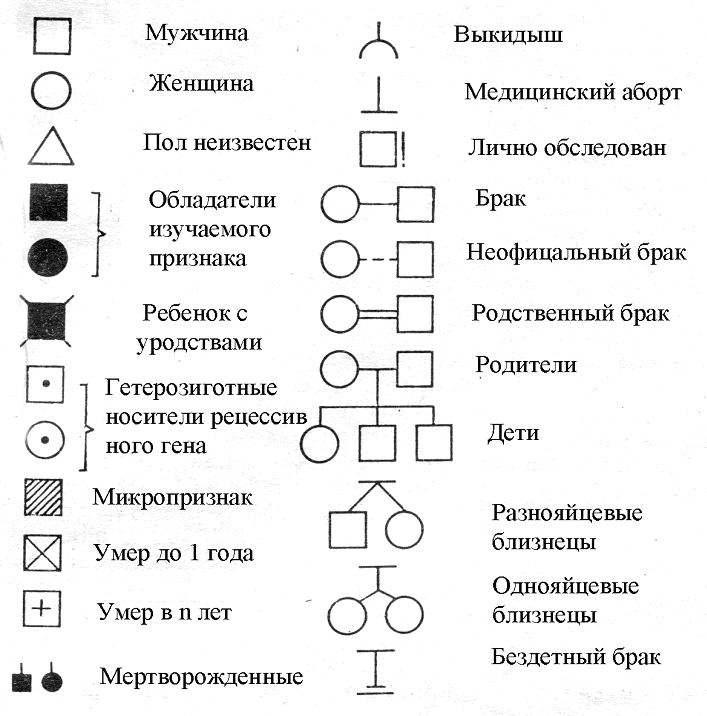 Мужчина
Женщина
Пол неизвестен
Обладатели
изучаемого
признака
Ребенок с
уродствами
Гетерозиготные
носители рецессив
ного гена
Микропризнак
Умер до 1 года
Умер в n лет
Мертворожденные
Выкидыш
Медицинский аборт
Лично обследован
Брак
Неофицальный брак
Родственный брак
Родители
Дети
Разнояйцевые
близнецы
Однояйцевые
близнецы
Бездетный брак